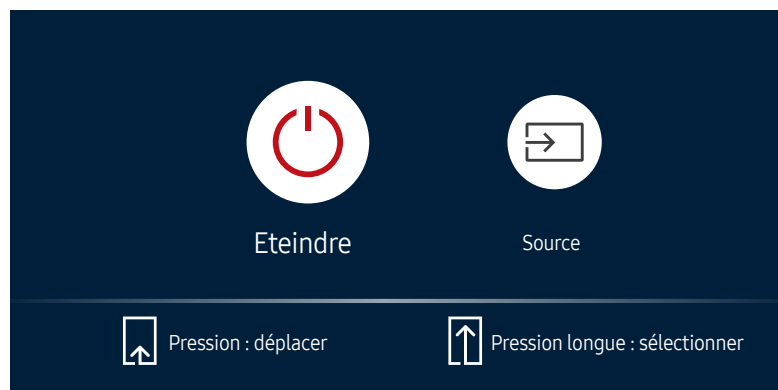 Eteindre
Source
Pression : déplacer
Pression longue : sélectionner